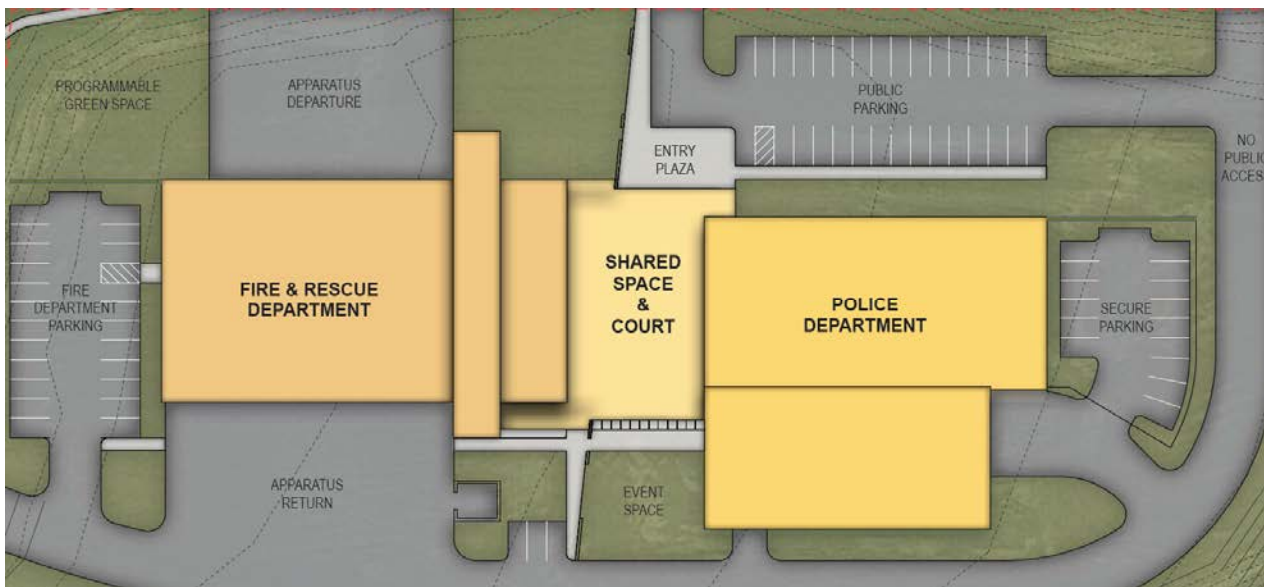 PROGRAMMABLE
GREEN SPACE
APPARATUS
DEPARTURE
PUBLIC
PARKING
ENTRY
PLAZA
NO
PUBLIC
ACCESS
FIRE & RESCUE
DEPARTMENT
SHARED
SPACE
&
COURT
POLICE
DEPARTMENT
FIRE
DEPARTMENT
PARKING
SECURE
PARKING
APPARATUS
RETURN
EVENT
SPACE